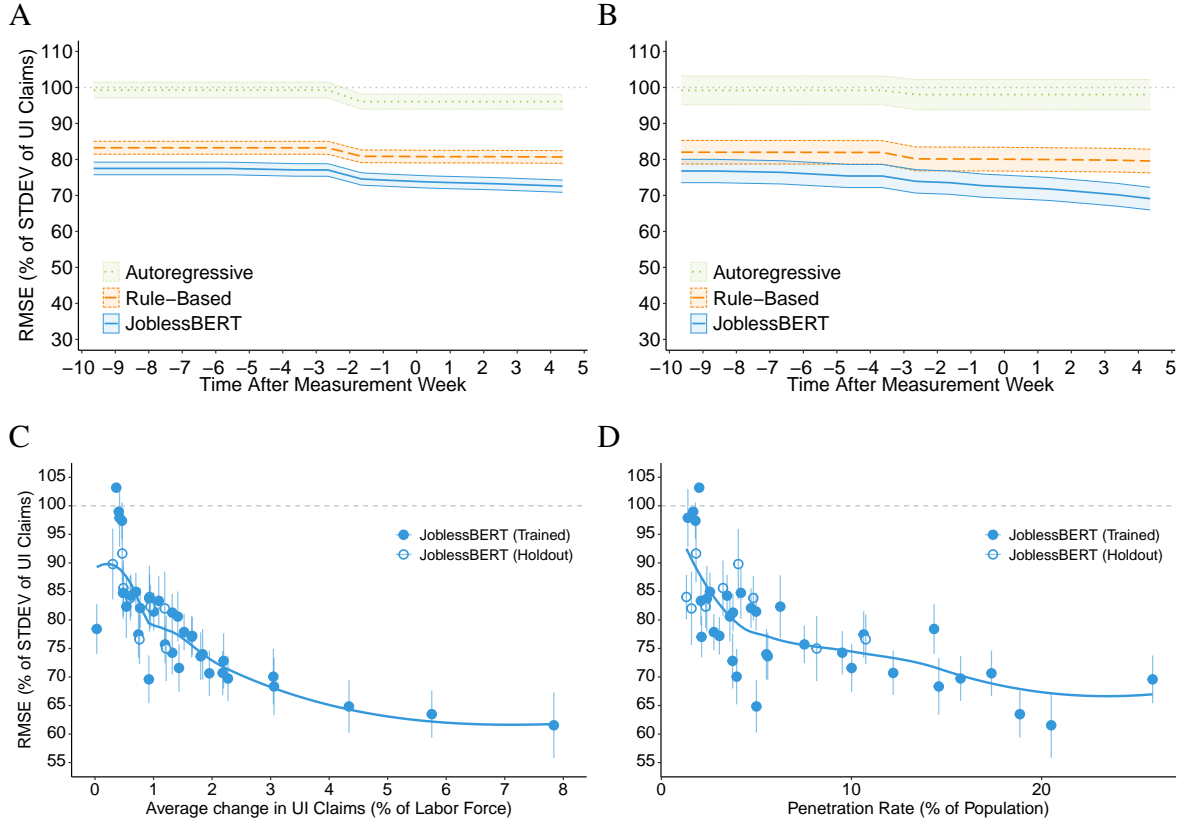 A
RMSE (% of STDEV of UI Claims)
110
100
90
80
70
60
50
40
30
Autoregressive
Rule−Based
JoblessBERT
−10 −9 −8 −7 −6 −5 −4 −3 −2 −1 0 1 2 3 4 5
Time After Measurement Week
B
110
100
90
80
70
60
50
40
30
Autoregressive
Rule−Based
JoblessBERT
−10 −9 −8 −7 −6 −5 −4 −3 −2 −1 0 1 2 3 4 5
Time After Measurement Week
C
RMSE (% of STDEV of UI Claims)
105
100
95
90
85
80
75
70
65
60
55
JoblessBERT (Trained)
JoblessBERT (Holdout)
0 1 2 3 4 5 6 7 8
Average change in UI Claims (% of Labor Force)
D
105
100
95
90
85
80
75
70
65
60
55
JoblessBERT (Trained)
JoblessBERT (Holdout)
0 10 20
Penetration Rate (% of Population)